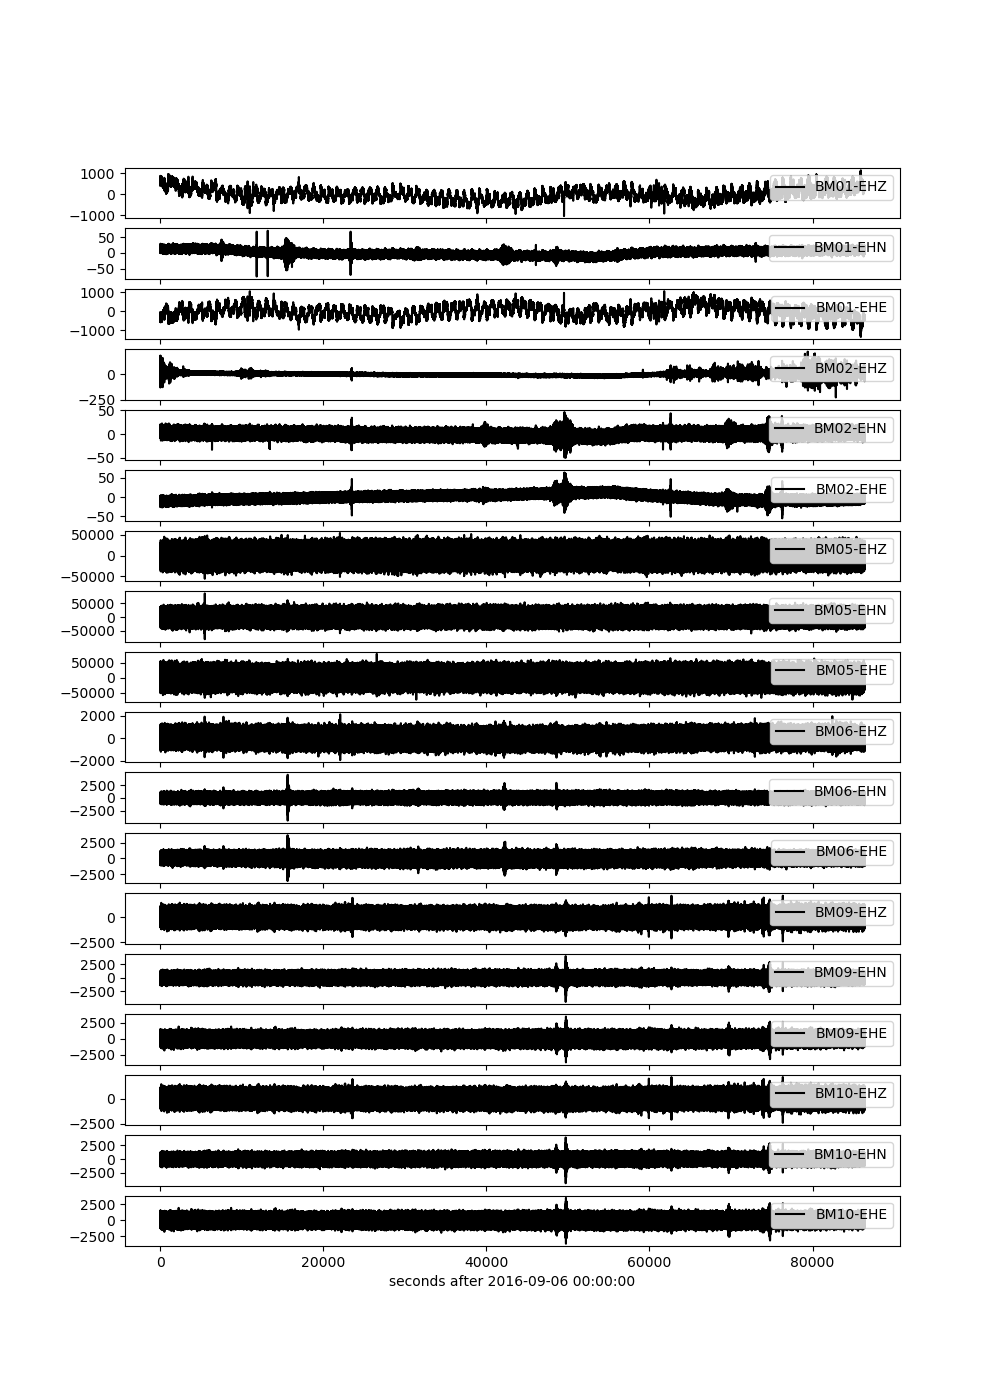 1000
0
−1000
BM01-EHZ
50
0
−50
BM01-EHN
1000
0
−1000
BM01-EHE
0
−250
BM02-EHZ
50
0
−50
BM02-EHN
50
0
−50
BM02-EHE
50000
0
−50000
BM05-EHZ
50000
0
−50000
BM05-EHN
50000
0
−50000
BM05-EHE
2000
0
−2000
BM06-EHZ
2500
0
−2500
BM06-EHN
2500
0
−2500
BM06-EHE
0
−2500
BM09-EHZ
2500
0
−2500
BM09-EHN
2500
0
−2500
BM09-EHE
0
−2500
BM10-EHZ
2500
0
−2500
BM10-EHN
2500
0
−2500
BM10-EHE
0 20000 40000 60000 80000
seconds after 2016-09-06 00:00:00